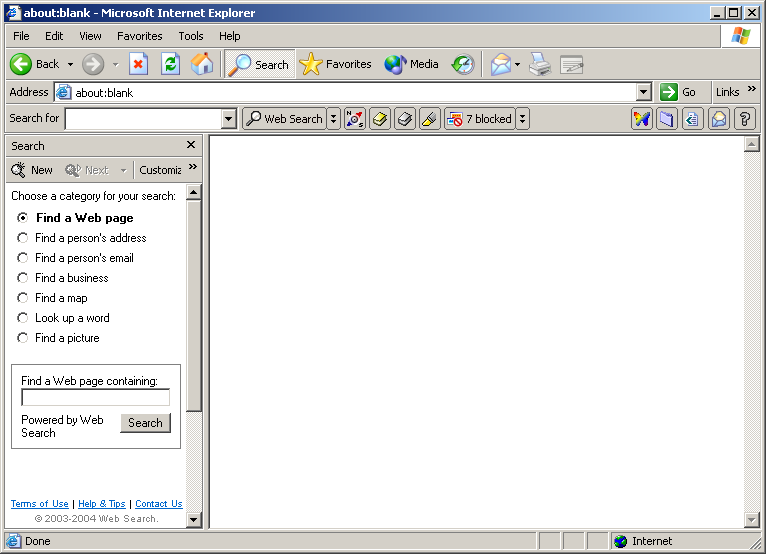 about:blank - Microsoft Internet Explorer
File Edit View Favorites Tools Help
Back Search Favorites Media
Address about:blank Go Links »
Search for Web Search 7 blocked
Search
New Next Customiz »
Choose a category for your search:
Find a Web page
Find a person's address
Find a person's email
Find a business
Find a map
Look up a word
Find a picture
Find a Web page containing:
Powered by Web Search
Search
Terms of Use | Help & Tips | Contact Us
© 2003-2004 Web Search.
Done Internet